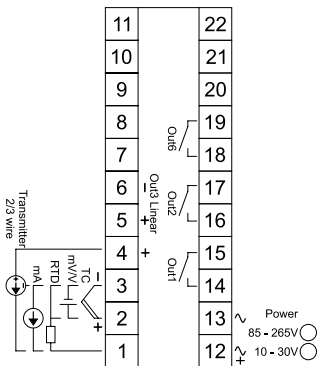 11 22
10 21
9 20
8 19
7 18
6 17
5 16
4 15
3 14
2 13
1 12
Out6
Out2
Out1
Out3 Linear
− +
+
Transmitter
2/3 wire
mA
RTD
mV/V
TC
− +
− +
Power
∿ 85 - 265V
∿ 10 - 30V
+